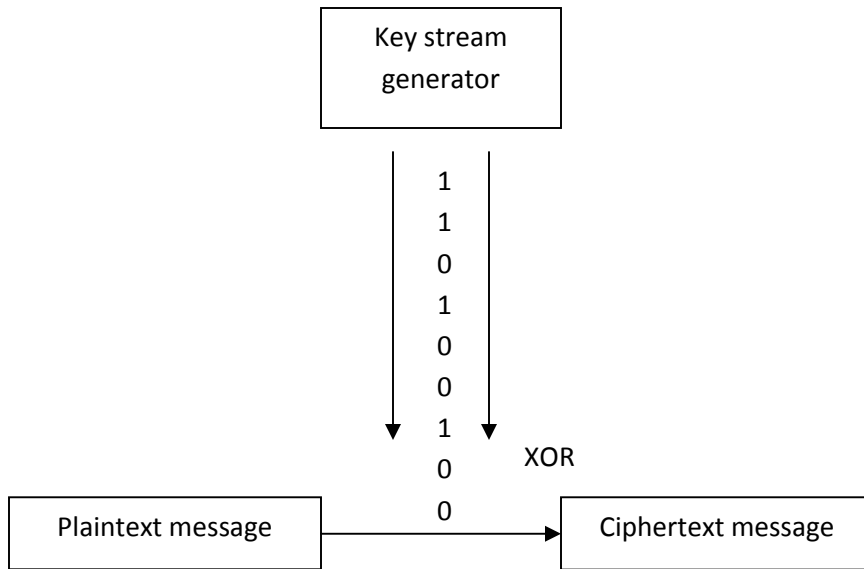 Key stream
generator
1
1
0
1
0
0
1
0
0
XOR
Plaintext message
Ciphertext message